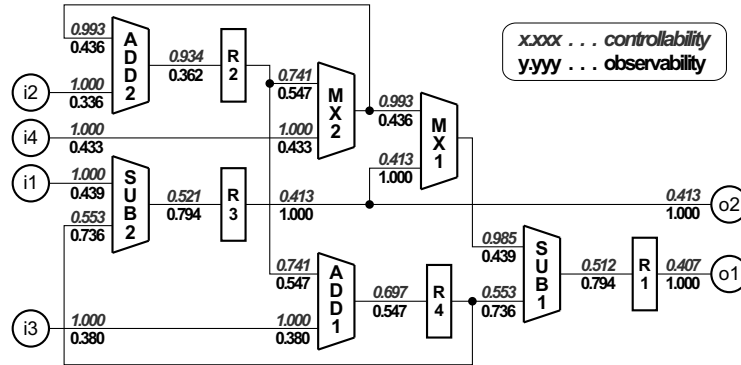 x.xxx . . . controllability
y.yyy . . . observability
0.993
0.436
ADD2
0.934
0.362
R2
i2
1.000
0.336
0.741
0.547
MX2
0.993
0.436
MX1
i4
1.000
0.433
1.000
0.433
i1
1.000
0.439
SUB2
0.521
0.794
R3
0.413
1.000
0.413
1.000
0.413
1.000
o2
0.553
0.736
0.985
0.439
SUB1
0.512
0.794
R1
0.407
1.000
o1
0.741
0.547
ADD1
0.697
0.547
R4
0.553
0.736
i3
1.000
0.380
1.000
0.380